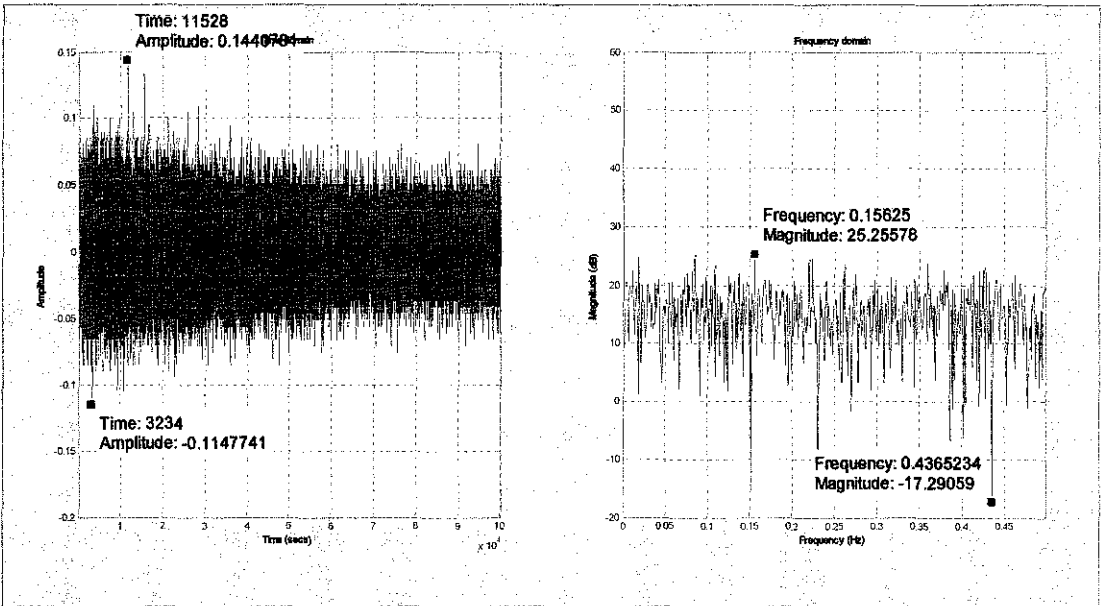 Time: 11528
Amplitude: 0.144078
0.15
0.1
0.05
0
-0.05
-0.1
-0.15
-0.2
Amplitude
Time: 3234
Amplitude: -0.1147741
1 2 3 4 5 6 7 8 9 10
Time (secs)
x 10⁴
Frequency domain
60
50
40
30
20
10
0
-10
-20
Magnitude (dB)
Frequency: 0.15625
Magnitude: 25.25578
Frequency: 0.4365234
Magnitude: -17.29059
0 0.05 0.1 0.15 0.2 0.25 0.3 0.35 0.4 0.45
Frequency (Hz)